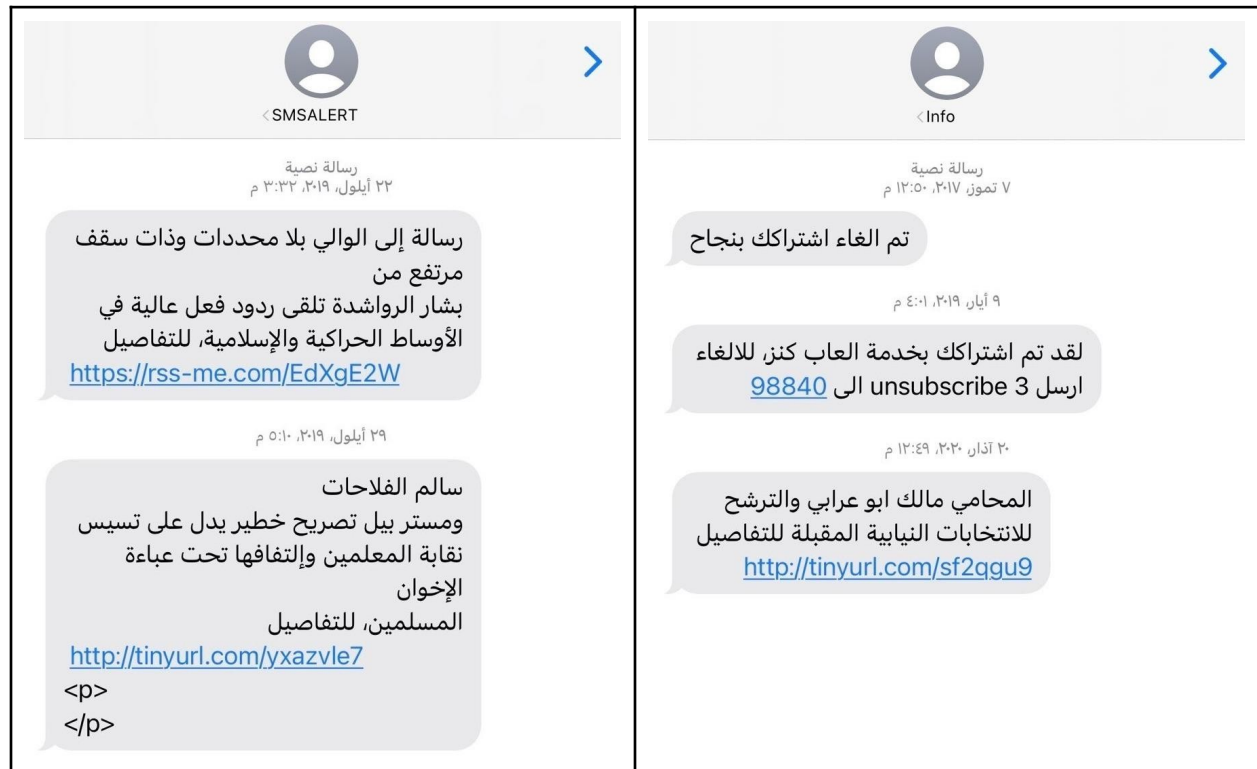 SMSALERT
رسالة نصية
٢٢ أيلول، ٢٠١٩، ٣:٣٢ م
رسالة إلى الوالي بلا محددات وذات سقف
مرتفع من
بشار الرواشدة تلقى ردود فعل عالية في
الأوساط الحراكية والإسلامية، للتفاصيل
https://rss-me.com/EdXgE2W
٢٩ أيلول، ٢٠١٩، ٥:١٠ م
سالم الفلاحات
ومستر بيل تصريح خطير يدل على تسيس
نقابة المعلمين وإلتفافها تحت عباءة
الإخوان
المسلمين، للتفاصيل
http://tinyurl.com/yxazvle7
<p>
</p>
Info
رسالة نصية
٧ تموز، ٢٠١٧، ١٢:٥٠ م
تم الغاء اشتراكك بنجاح
٩ أيار، ٢٠١٩، ٤:٠١ م
لقد تم اشتراكك بخدمة العاب كنز، للالغاء
ارسل unsubscribe 3 الى 98840
٢٠ آذار، ٢٠٢٠، ١٢:٤٩ م
المحامي مالك ابو عرابي والترشح
للانتخابات النيابية المقبلة للتفاصيل
http://tinyurl.com/sf2qgu9